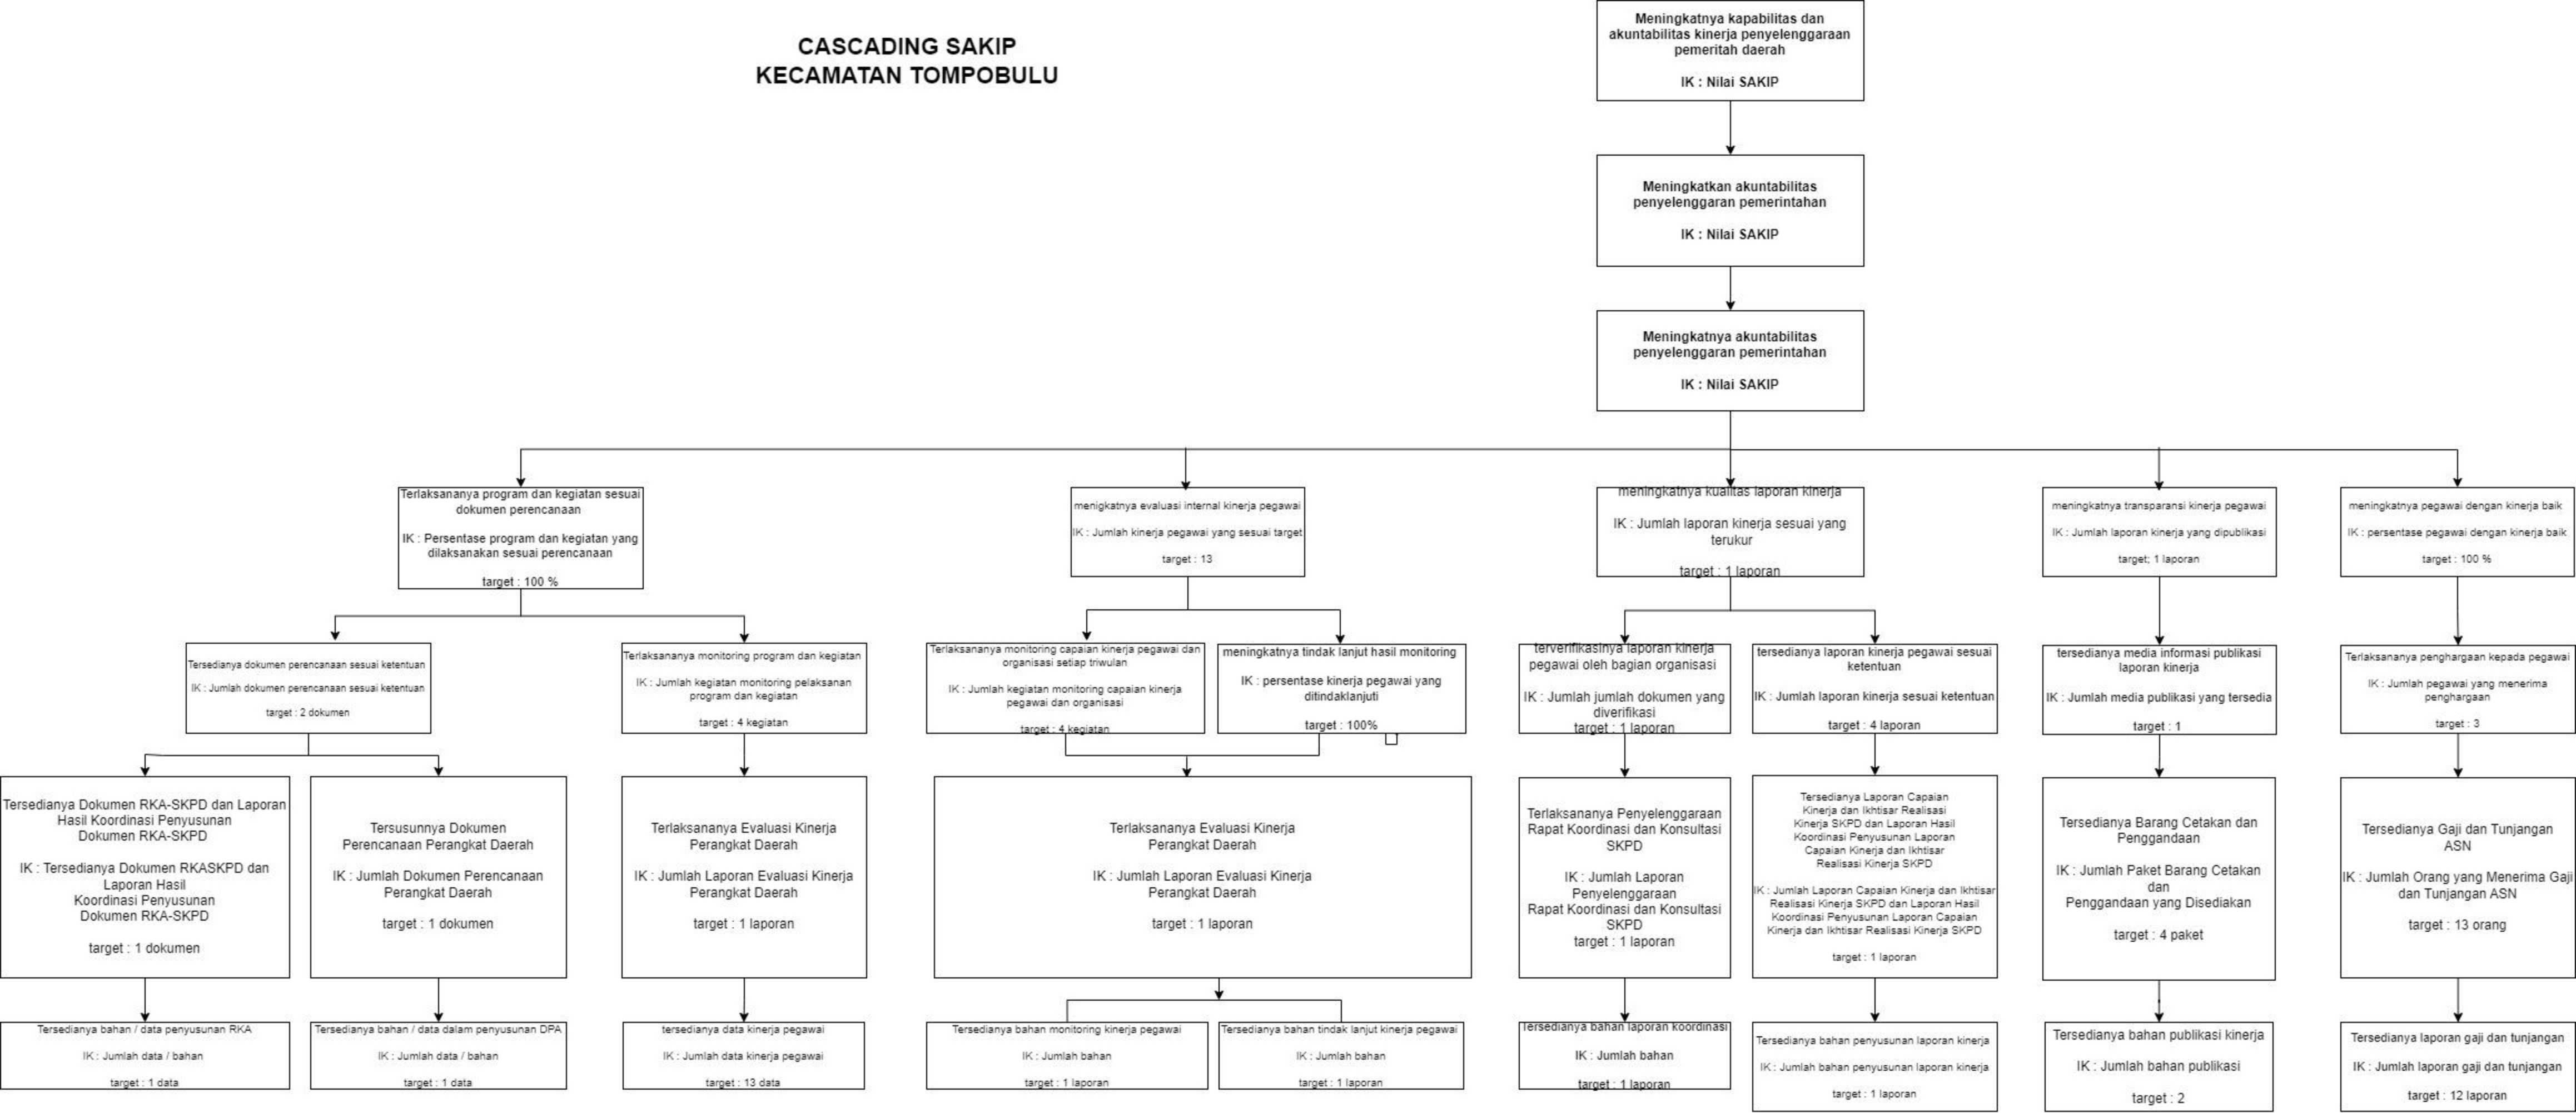 CASCADING SAKIP
KECAMATAN TOMPOBULU
Meningkatnya kapabilitas dan
akuntabilitas kinerja penyelenggaraan
pemeritah daerah
IK : Nilai SAKIP
Meningkatkan akuntabilitas
penyelenggaran pemerintahan
IK : Nilai SAKIP
Meningkatnya akuntabilitas
penyelenggaran pemerintahan
IK : Nilai SAKIP
Terlaksananya program dan kegiatan sesuai
dokumen perencanaan
IK : Persentase program dan kegiatan yang
dilaksanakan sesuai perencanaan
target : 100 %
menigkatnya evaluasi internal kinerja pegawai
IK : Jumlah kinerja pegawai yang sesuai target
target : 13
meningkatnya kualitas laporan kinerja
IK : Jumlah laporan kinerja sesuai yang
terukur
target : 1 laporan
meningkatnya transparansi kinerja pegawai
IK : Jumlah laporan kinerja yang dipublikasi
target; 1 laporan
meningkatnya pegawai dengan kinerja baik
IK : persentase pegawai dengan kinerja baik
target : 100 %
Tersedianya dokumen perencanaan sesuai ketentuan
IK : Jumlah dokumen perencanaan sesuai ketentuan
target : 2 dokumen
Terlaksananya monitoring program dan kegiatan
IK : Jumlah kegiatan monitoring pelaksanan
program dan kegiatan
target : 4 kegiatan
Terlaksananya monitoring capaian kinerja pegawai dan
organisasi setiap triwulan
IK : Jumlah kegiatan monitoring capaian kinerja
pegawai dan organisasi
target : 4 kegiatan
meningkatnya tindak lanjut hasil monitoring
IK : persentase kinerja pegawai yang
ditindaklanjuti
target : 100%
terverifikasinya laporan kinerja
pegawai oleh bagian organisasi
IK : Jumlah jumlah dokumen yang
diverifikasi
target : 1 laporan
tersedianya laporan kinerja pegawai sesuai
ketentuan
IK : Jumlah laporan kinerja sesuai ketentuan
target : 4 laporan
tersedianya media informasi publikasi
laporan kinerja
IK : Jumlah media publikasi yang tersedia
target : 1
Terlaksananya penghargaan kepada pegawai
IK : Jumlah pegawai yang menerima
penghargaan
target : 3
Tersedianya Dokumen RKA-SKPD dan Laporan
Hasil Koordinasi Penyusunan
Dokumen RKA-SKPD
IK : Tersedianya Dokumen RKASKPD dan
Laporan Hasil
Koordinasi Penyusunan
Dokumen RKA-SKPD
target : 1 dokumen
Tersusunnya Dokumen
Perencanaan Perangkat Daerah
IK : Jumlah Dokumen Perencanaan
Perangkat Daerah
target : 1 dokumen
Terlaksananya Evaluasi Kinerja
Perangkat Daerah
IK : Jumlah Laporan Evaluasi Kinerja
Perangkat Daerah
target : 1 laporan
Terlaksananya Evaluasi Kinerja
Perangkat Daerah
IK : Jumlah Laporan Evaluasi Kinerja
Perangkat Daerah
target : 1 laporan
Terlaksananya Penyelenggaraan
Rapat Koordinasi dan Konsultasi
SKPD
IK : Jumlah Laporan
Penyelenggaraan
Rapat Koordinasi dan Konsultasi
SKPD
target : 1 laporan
Tersedianya Laporan Capaian
Kinerja dan Ikhtisar Realisasi
Kinerja SKPD dan Laporan Hasil
Koordinasi Penyusunan Laporan
Capaian Kinerja dan Ikhtisar
Realisasi Kinerja SKPD
IK : Jumlah Laporan Capaian Kinerja dan Ikhtisar
Realisasi Kinerja SKPD dan Laporan Hasil
Koordinasi Penyusunan Laporan Capaian
Kinerja dan Ikhtisar Realisasi Kinerja SKPD
target : 1 laporan
Tersedianya Barang Cetakan dan
Penggandaan
IK : Jumlah Paket Barang Cetakan
dan
Penggandaan yang Disediakan
target : 4 paket
Tersedianya Gaji dan Tunjangan
ASN
IK : Jumlah Orang yang Menerima Gaji
dan Tunjangan ASN
target : 13 orang
Tersedianya bahan / data penyusunan RKA
IK : Jumlah data / bahan
target : 1 data
Tersedianya bahan / data dalam penyusunan DPA
IK : Jumlah data / bahan
target : 1 data
tersedianya data kinerja pegawai
IK : Jumlah data kinerja pegawai
target : 13 data
Tersedianya bahan monitoring kinerja pegawai
IK : Jumlah bahan
target : 1 laporan
Tersedianya bahan tindak lanjut kinerja pegawai
IK : Jumlah bahan
target : 1 laporan
Tersedianya bahan laporan koordinasi
IK : Jumlah bahan
target : 1 laporan
Tersedianya bahan penyusunan laporan kinerja
IK : Jumlah bahan penyusunan laporan kinerja
target : 1 laporan
Tersedianya bahan publikasi kinerja
IK : Jumlah bahan publikasi
target : 2
Tersedianya laporan gaji dan tunjangan
IK : Jumlah laporan gaji dan tunjangan
target : 12 laporan